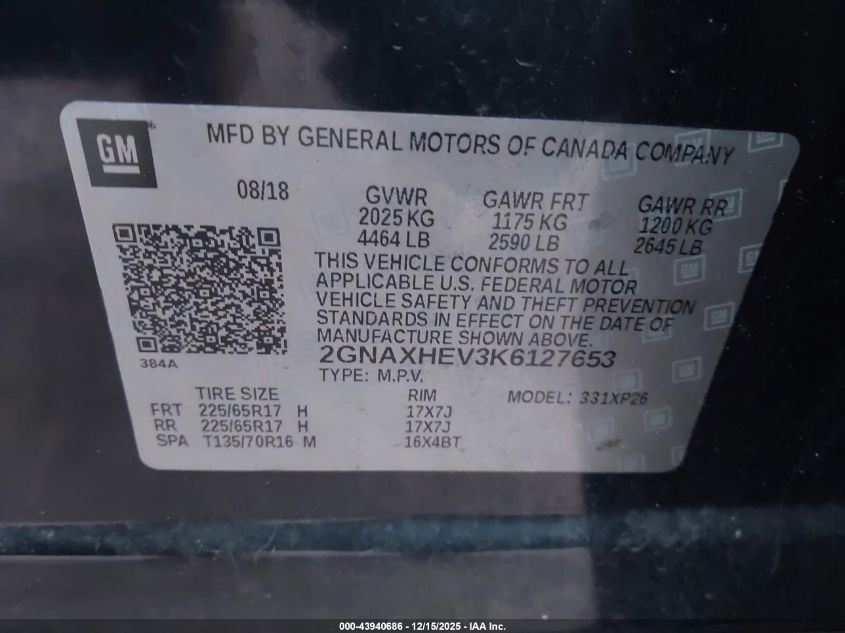 GM
MFD BY GENERAL MOTORS OF CANADA COMPANY
08/18 GVWR GAWR FRT GAWR RR
2025 KG 1175 KG 1200 KG
4464 LB 2590 LB 2645 LB
THIS VEHICLE CONFORMS TO ALL
APPLICABLE U.S. FEDERAL MOTOR
VEHICLE SAFETY AND THEFT PREVENTION
STANDARDS IN EFFECT ON THE DATE OF
MANUFACTURE SHOWN ABOVE.
2GNAXHEV3K6127653
384A
TYPE: M.P.V.
TIRE SIZE RIM MODEL: 331XP26
FRT 225/65R17 H 17X7J
RR 225/65R17 H 17X7J
SPA T135/70R16 M 16X4BT
000-43940686 - 12/15/2025 - IAA Inc.